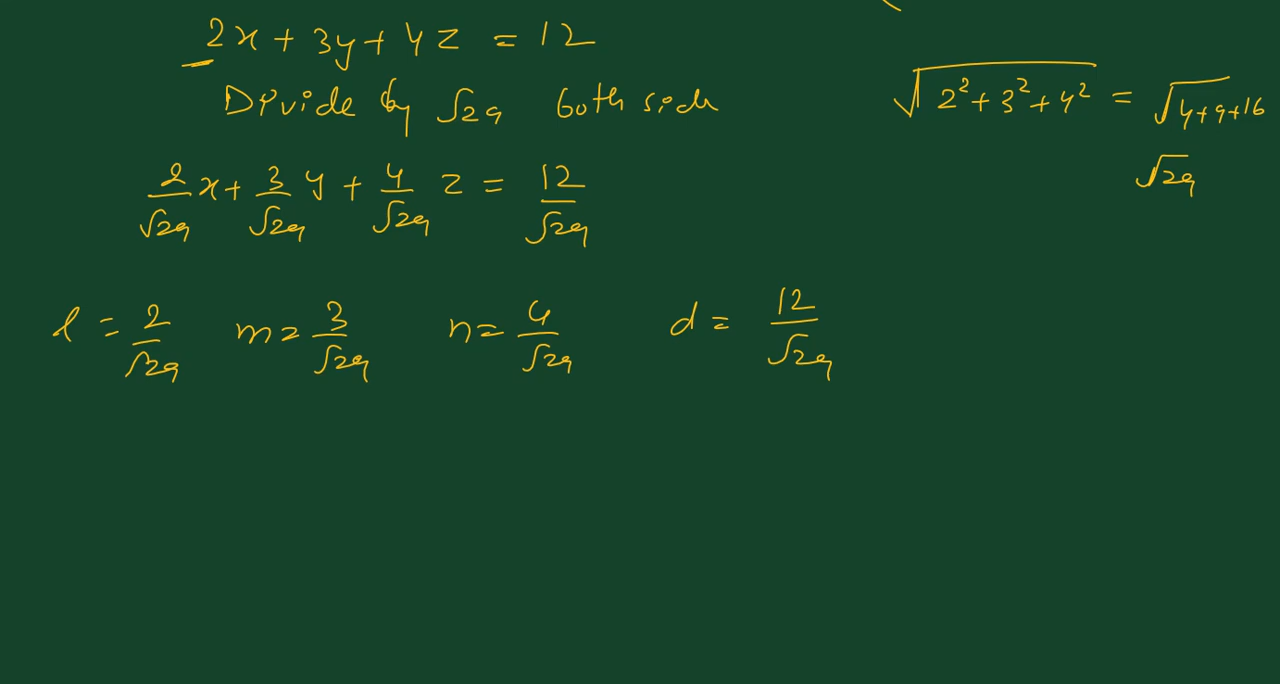 2x + 3y + 4z = 12
Divide by √29 both side
√2²+3²+4² = √4+9+16
√29
2/√29 x + 3/√29 y + 4/√29 z = 12/√29
l = 2/√29 m = 3/√29 n = 4/√29 d = 12/√29